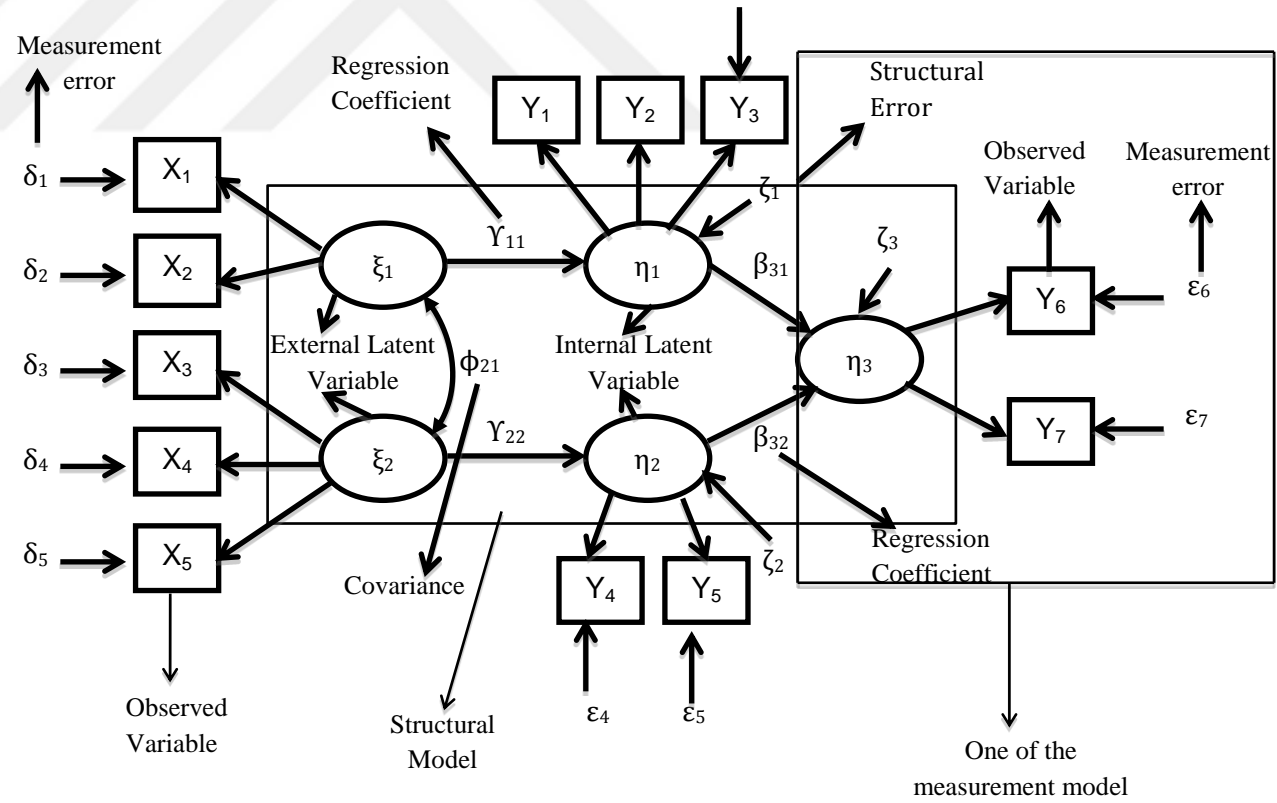 Measurement
error
Regression
Coefficient
Structural
Error
Observed
Variable
Measurement
error
Y1
Y2
Y3
δ1
X1
ζ1
ϒ11
ξ1
η1
β31
ζ3
δ2
X2
Y6
ε6
External Latent
Variable
ϕ21
Internal Latent
Variable
η3
δ3
X3
ϒ22
β32
Y7
ε7
δ4
X4
ξ2
η2
δ5
X5
Covariance
Y4
Y5
ζ2
Regression
Coefficient
ε4
ε5
Observed
Variable
Structural
Model
One of the
measurement model